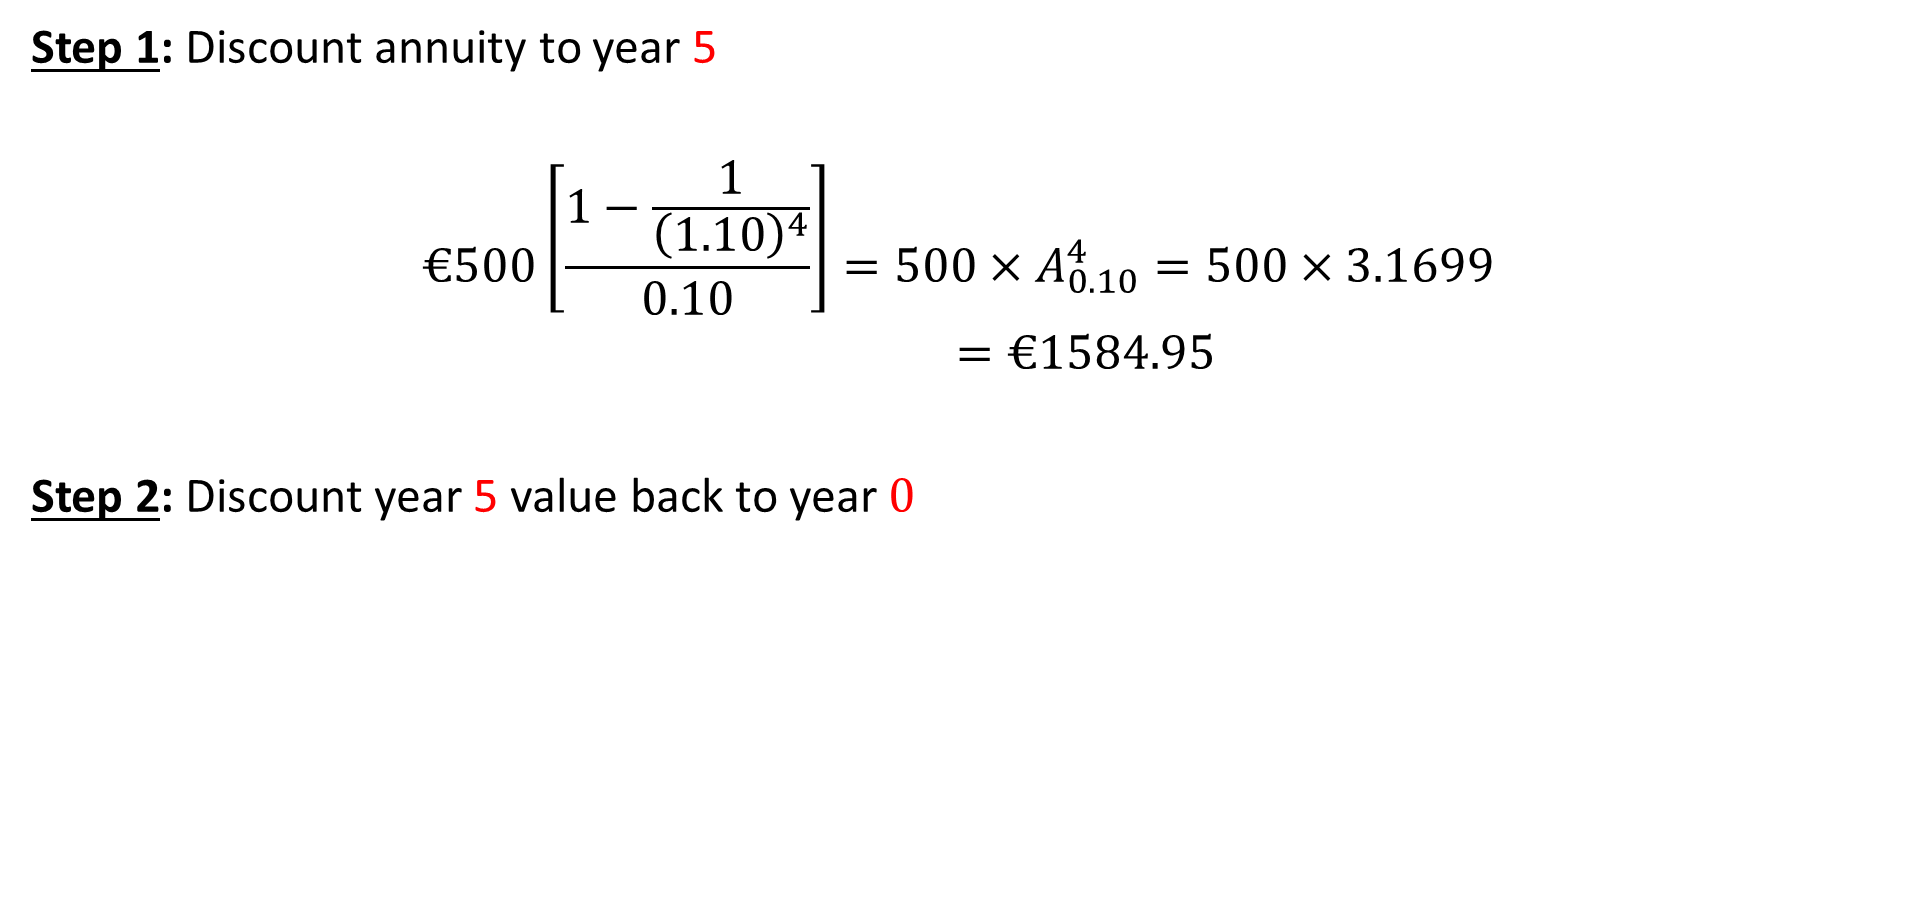 Step 1: Discount annuity to year 5
€500 [(1 − 1/(1.10)⁴)/0.10] = 500 × A⁴₀.₁₀ = 500 × 3.1699
= €1584.95
Step 2: Discount year 5 value back to year 0